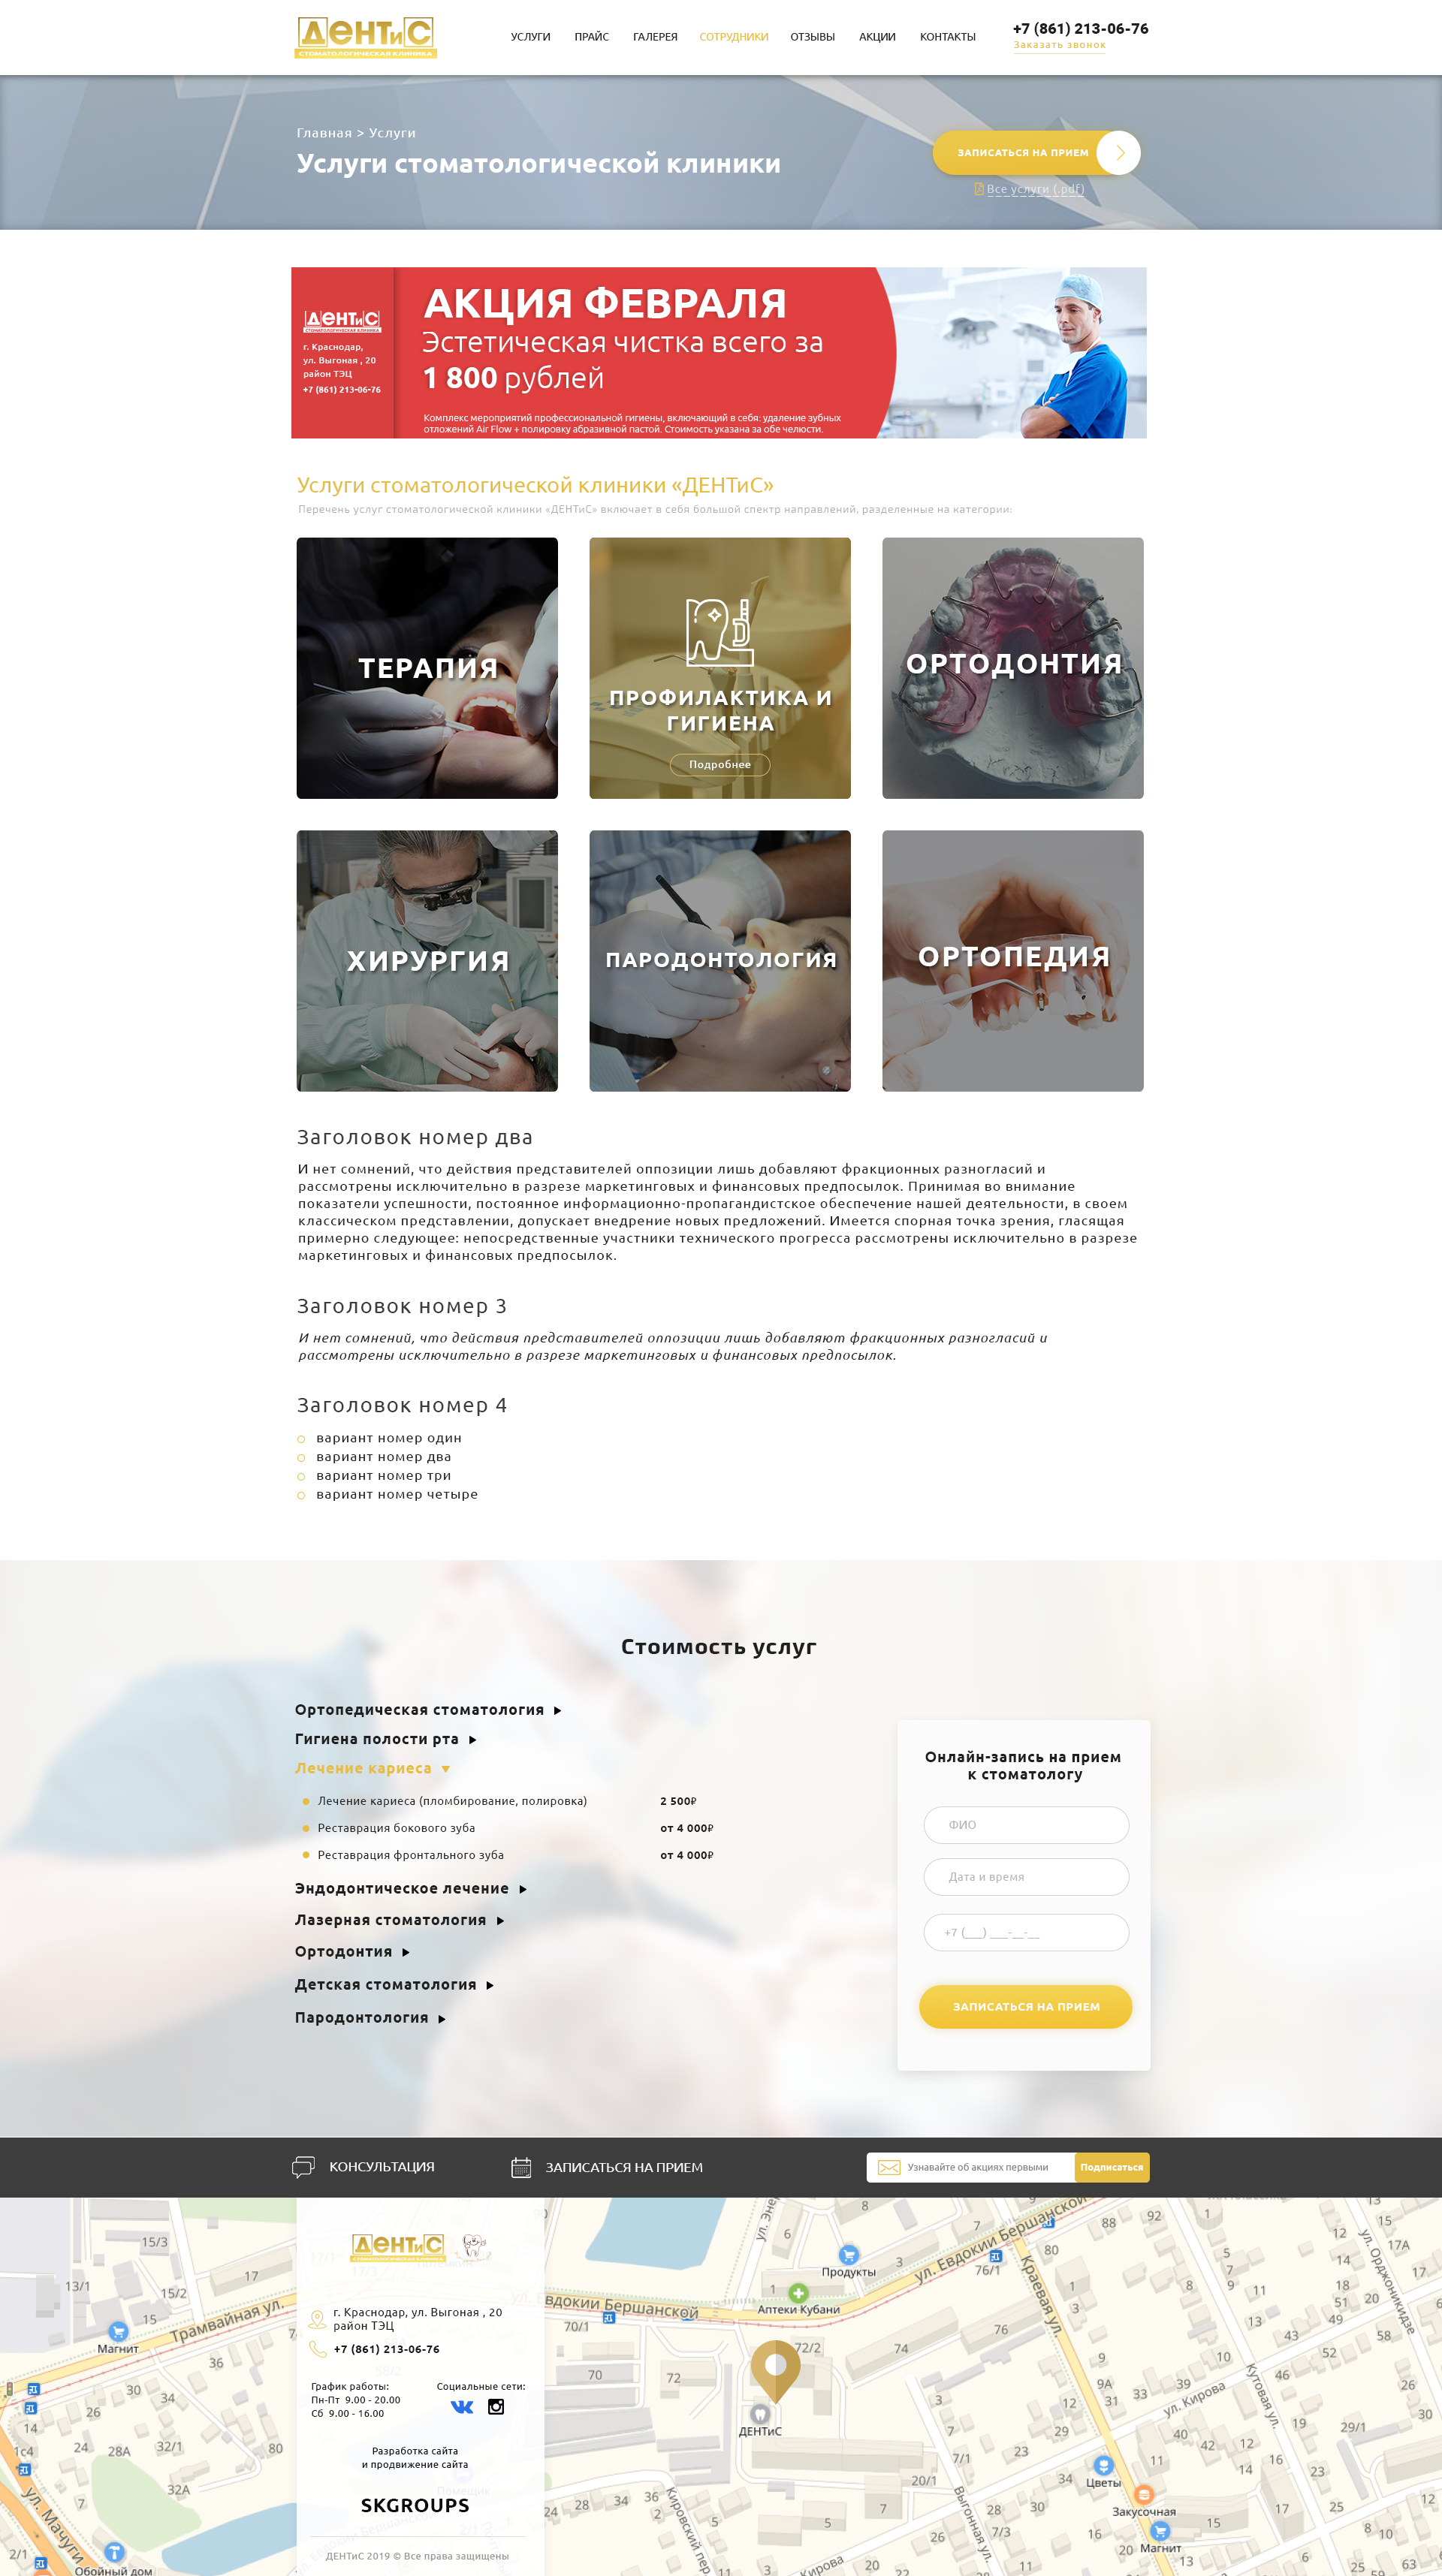 ДЕНТиС
СТОМАТОЛОГИЧЕСКАЯ КЛИНИКА
УСЛУГИ ПРАЙС ГАЛЕРЕЯ СОТРУДНИКИ ОТЗЫВЫ АКЦИИ КОНТАКТЫ
+7 (861) 213-06-76
Заказать звонок
Главная > Услуги
Услуги стоматологической клиники
ЗАПИСАТЬСЯ НА ПРИЕМ
Все услуги (.pdf)
ДЕНТиС
СТОМАТОЛОГИЧЕСКАЯ КЛИНИКА
г. Краснодар,
ул. Выгоная , 20
район ТЭЦ
+7 (861) 213-06-76
АКЦИЯ ФЕВРАЛЯ
Эстетическая чистка всего за
1 800 рублей
Комплекс мероприятий профессиональной гигиены, включающий в себя: удаление зубных
отложений Air Flow + полировку абразивной пастой. Стоимость указана за обе челюсти.
Услуги стоматологической клиники «ДЕНТиС»
Перечень услуг стоматологической клиники «ДЕНТиС» включает в себя большой спектр направлений, разделенные на категории:
ТЕРАПИЯ
ПРОФИЛАКТИКА И
ГИГИЕНА
Подробнее
ОРТОДОНТИЯ
ХИРУРГИЯ
ПАРОДОНТОЛОГИЯ
ОРТОПЕДИЯ
Заголовок номер два
И нет сомнений, что действия представителей оппозиции лишь добавляют фракционных разногласий и
рассмотрены исключительно в разрезе маркетинговых и финансовых предпосылок. Принимая во внимание
показатели успешности, постоянное информационно-пропагандистское обеспечение нашей деятельности, в своем
классическом представлении, допускает внедрение новых предложений. Имеется спорная точка зрения, гласящая
примерно следующее: непосредственные участники технического прогресса рассмотрены исключительно в разрезе
маркетинговых и финансовых предпосылок.
Заголовок номер 3
И нет сомнений, что действия представителей оппозиции лишь добавляют фракционных разногласий и
рассмотрены исключительно в разрезе маркетинговых и финансовых предпосылок.
Заголовок номер 4
вариант номер один
вариант номер два
вариант номер три
вариант номер четыре
Стоимость услуг
Ортопедическая стоматология
Гигиена полости рта
Лечение кариеса
Лечение кариеса (пломбирование, полировка) 2 500₽
Реставрация бокового зуба от 4 000₽
Реставрация фронтального зуба от 4 000₽
Эндодонтическое лечение
Лазерная стоматология
Ортодонтия
Детская стоматология
Пародонтология
Онлайн-запись на прием
к стоматологу
ФИО
Дата и время
+7 (___) ___-__-__
ЗАПИСАТЬСЯ НА ПРИЕМ
КОНСУЛЬТАЦИЯ
ЗАПИСАТЬСЯ НА ПРИЕМ
Узнавайте об акциях первыми
Подписаться
ДЕНТиС
СТОМАТОЛОГИЧЕСКАЯ КЛИНИКА
г. Краснодар, ул. Выгоная , 20
район ТЭЦ
+7 (861) 213-06-76
График работы:
Пн-Пт 9.00 - 20.00
Сб 9.00 - 16.00
Социальные сети:
Разработка сайта
и продвижение сайта
SKGROUPS
ДЕНТиС 2019 © Все права защищены
Трамвайная ул.
Магнит
ул. Мачуги
Обойный дом
ул. Евдокии Бершанской
ул. Евдокии Бершанской
Продукты
Аптеки Кубани
ДЕНТиС
Краевая ул.
ул. Орджоникидзе
ул. Кирова
Кутовая ул.
Цветы
Закусочная
Магнит
Кировский пер.
Выгонная ул.
Кирова